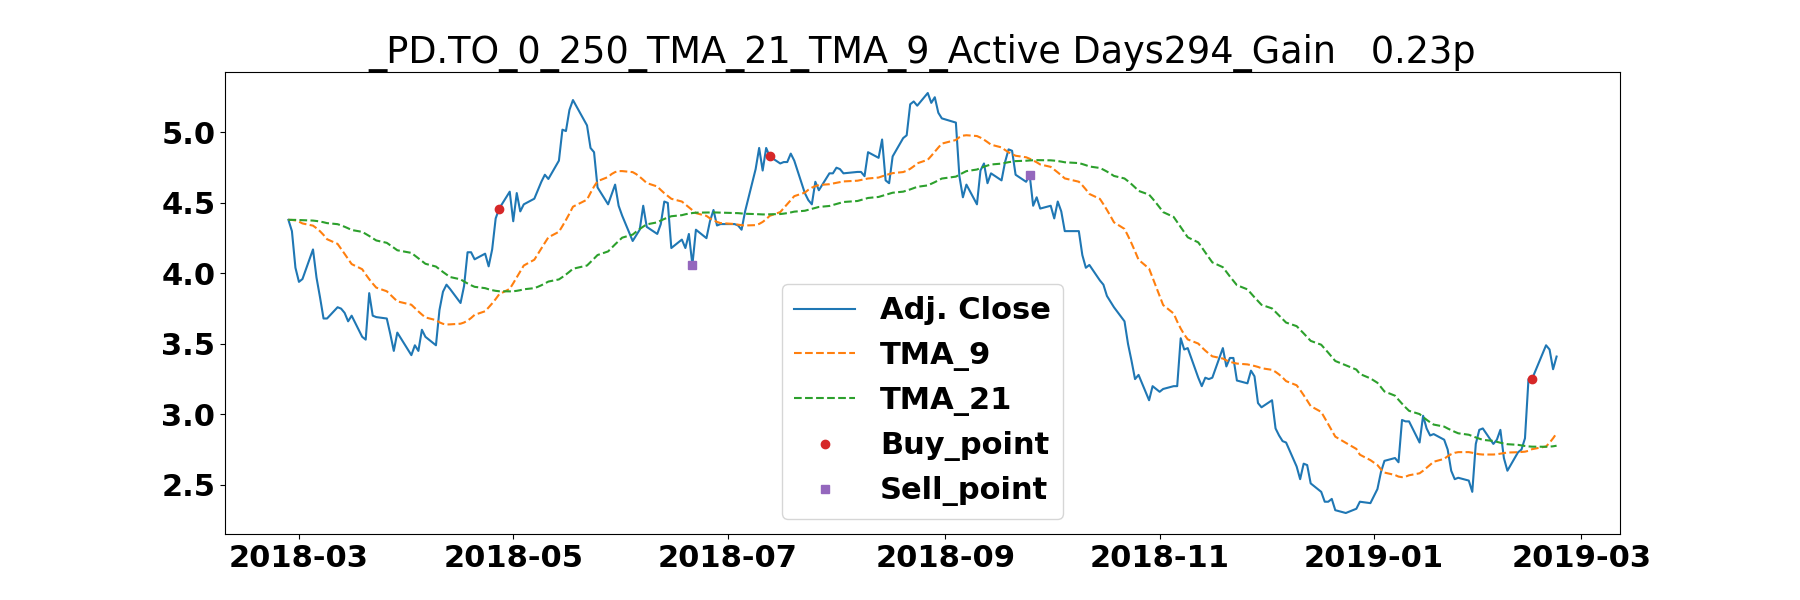 _PD.TO_0_250_TMA_21_TMA_9_Active Days294_Gain   0.23p
5.0
4.5
4.0
3.5
3.0
2.5
Adj. Close
TMA_9
TMA_21
Buy_point
Sell_point
2018-03 2018-05 2018-07 2018-09 2018-11 2019-01 2019-03